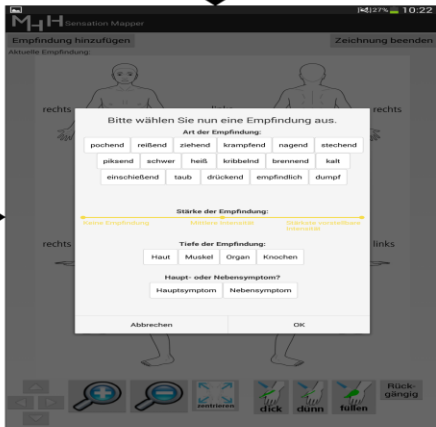 27% 10:22
MHH Sensation Mapper
Empfindung hinzufügen Zeichnung beenden
Aktuelle Empfindung:
rechts links rechts
Bitte wählen Sie nun eine Empfindung aus.
Art der Empfindung:
pochend reißend ziehend krampfend nagend stechend
piksend schwer heiß kribbelnd brennend kalt
einschießend taub drückend empfindlich dumpf
Stärke der Empfindung:
Keine Empfindung Mittlere Intensität Stärkste vorstellbare
Intensität
rechts links
Tiefe der Empfindung:
Haut Muskel Organ Knochen
Haupt- oder Nebensymptom?
Hauptsymptom Nebensymptom
Abbrechen OK
zentrieren dick dünn füllen Rück-
gängig